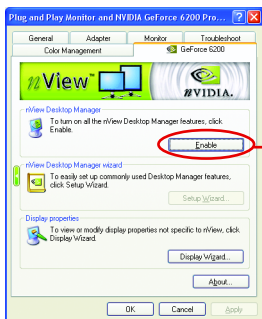 Plug and Play Monitor and NVIDIA GeForce 6200 Pro...
General
Adapter
Monitor
Troubleshoot
Color Management
GeForce 6200
nView
NVIDIA.
nView Desktop Manager
To turn on all the nView Desktop Manager features, click
Enable.
Enable
nView Desktop Manager wizard
To easily set up commonly used Desktop Manager features,
click Setup Wizard.
Setup Wizard...
Display properties
To view or modify display properties not specific to nView, click
Display Wizard.
Display Wizard...
About...
OK
Cancel
Apply